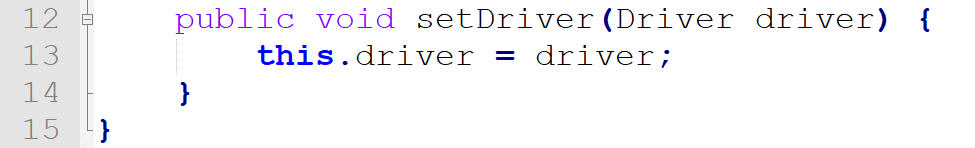 12 public void setDriver(Driver driver) {
13 this.driver = driver;
14 }
15 }